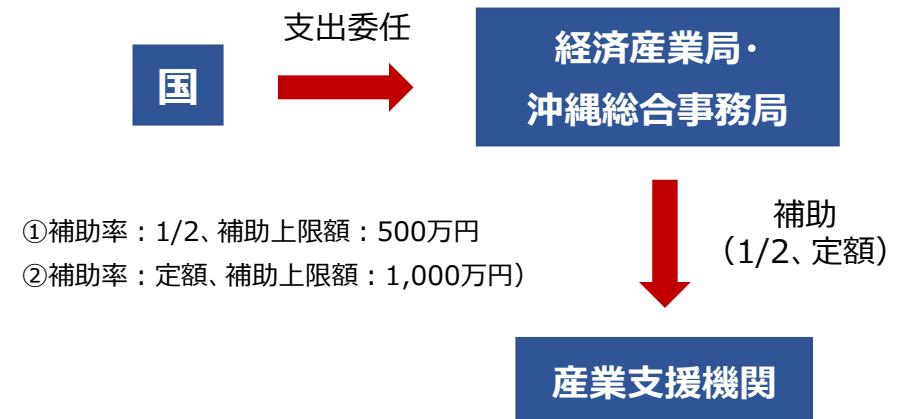 支出委任
国
経済産業局・
沖縄総合事務局
①補助率：1/2、補助上限額：500万円
②補助率：定額、補助上限額：1,000万円）
補助
（1/2、定額）
産業支援機関